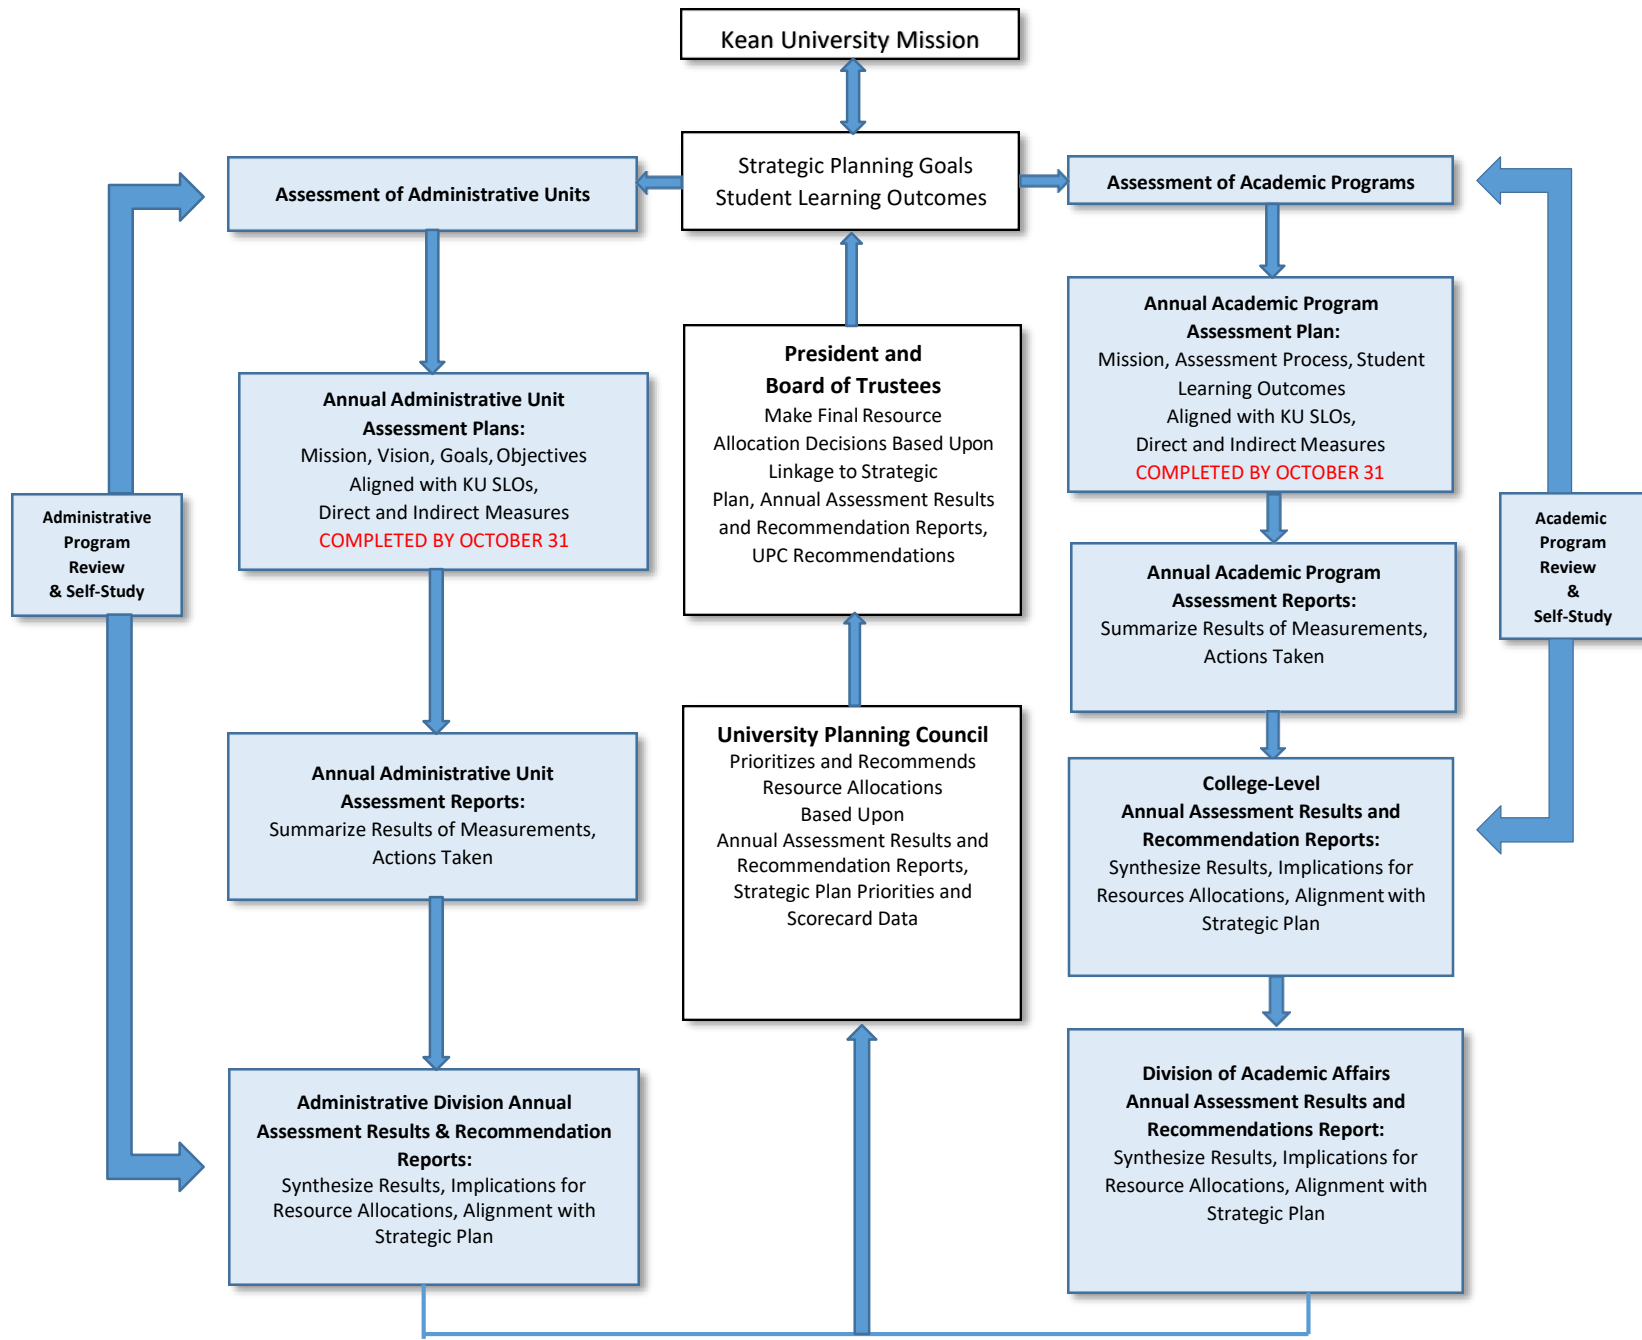 Kean University Mission
Strategic Planning Goals
Student Learning Outcomes
Assessment of Administrative Units
Assessment of Academic Programs
Annual Administrative Unit
Assessment Plans:
Mission, Vision, Goals, Objectives
Aligned with KU SLOs,
Direct and Indirect Measures
COMPLETED BY OCTOBER 31
President and
Board of Trustees
Make Final Resource
Allocation Decisions Based Upon
Linkage to Strategic
Plan, Annual Assessment Results
and Recommendation Reports,
UPC Recommendations
Annual Academic Program
Assessment Plan:
Mission, Assessment Process, Student
Learning Outcomes
Aligned with KU SLOs,
Direct and Indirect Measures
COMPLETED BY OCTOBER 31
Administrative
Program
Review
& Self-Study
Academic
Program
Review
&
Self-Study
Annual Academic Program
Assessment Reports:
Summarize Results of Measurements,
Actions Taken
Annual Administrative Unit
Assessment Reports:
Summarize Results of Measurements,
Actions Taken
University Planning Council
Prioritizes and Recommends
Resource Allocations
Based Upon
Annual Assessment Results and
Recommendation Reports,
Strategic Plan Priorities and
Scorecard Data
College-Level
Annual Assessment Results and
Recommendation Reports:
Synthesize Results, Implications for
Resources Allocations, Alignment with
Strategic Plan
Administrative Division Annual
Assessment Results & Recommendation
Reports:
Synthesize Results, Implications for
Resource Allocations, Alignment with
Strategic Plan
Division of Academic Affairs
Annual Assessment Results and
Recommendations Report:
Synthesize Results, Implications for
Resource Allocations, Alignment with
Strategic Plan